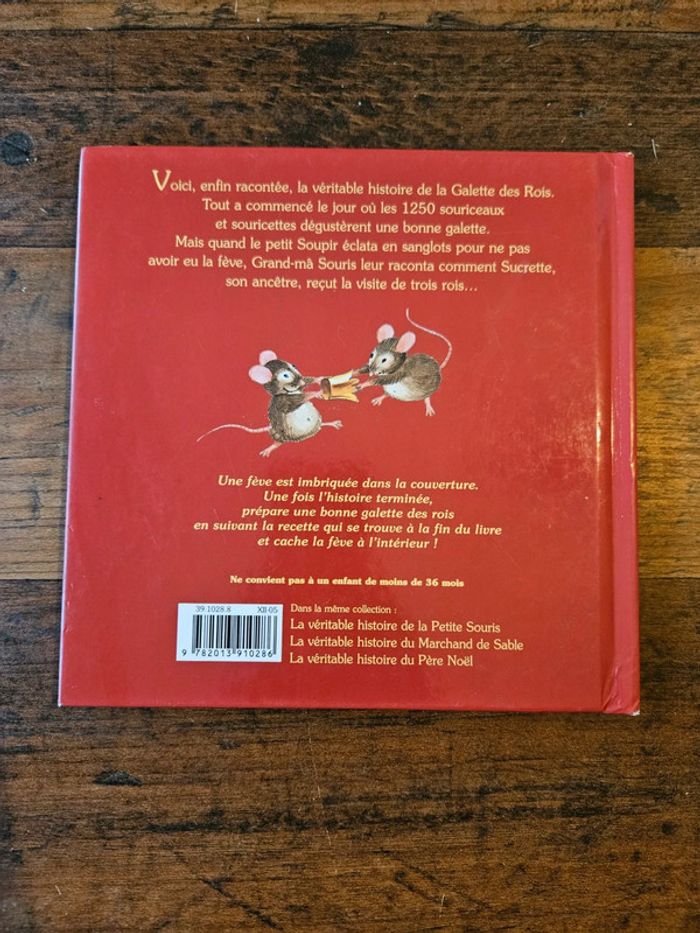 Voici, enfin racontée, la véritable histoire de la Galette des Rois.
Tout a commencé le jour où les 1250 souriceaux
et souricettes dégustèrent une bonne galette.
Mais quand le petit Soupir éclata en sanglots pour ne pas
avoir eu la fève, Grand-mâ Souris leur raconta comment Sucrette,
son ancêtre, reçut la visite de trois rois...
Une fève est imbriquée dans la couverture.
Une fois l'histoire terminée,
prépare une bonne galette des rois
en suivant la recette qui se trouve à la fin du livre
et cache la fève à l'intérieur !
Ne convient pas à un enfant de moins de 36 mois
39.1028.8 XII-05
9 782013 910286
Dans la même collection :
La véritable histoire de la Petite Souris
La véritable histoire du Marchand de Sable
La véritable histoire du Père Noël